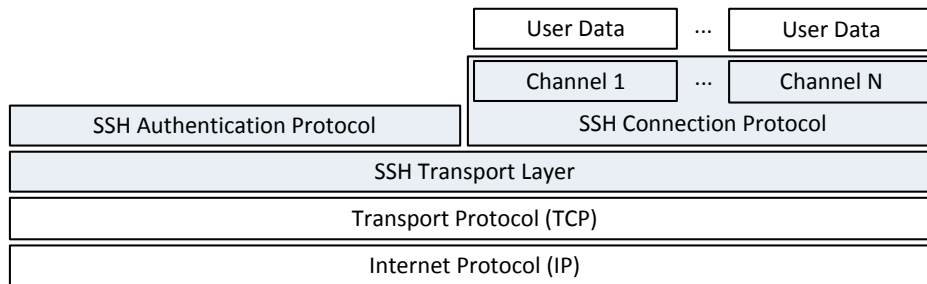 User Data ... User Data
Channel 1 ... Channel N
SSH Authentication Protocol SSH Connection Protocol
SSH Transport Layer
Transport Protocol (TCP)
Internet Protocol (IP)